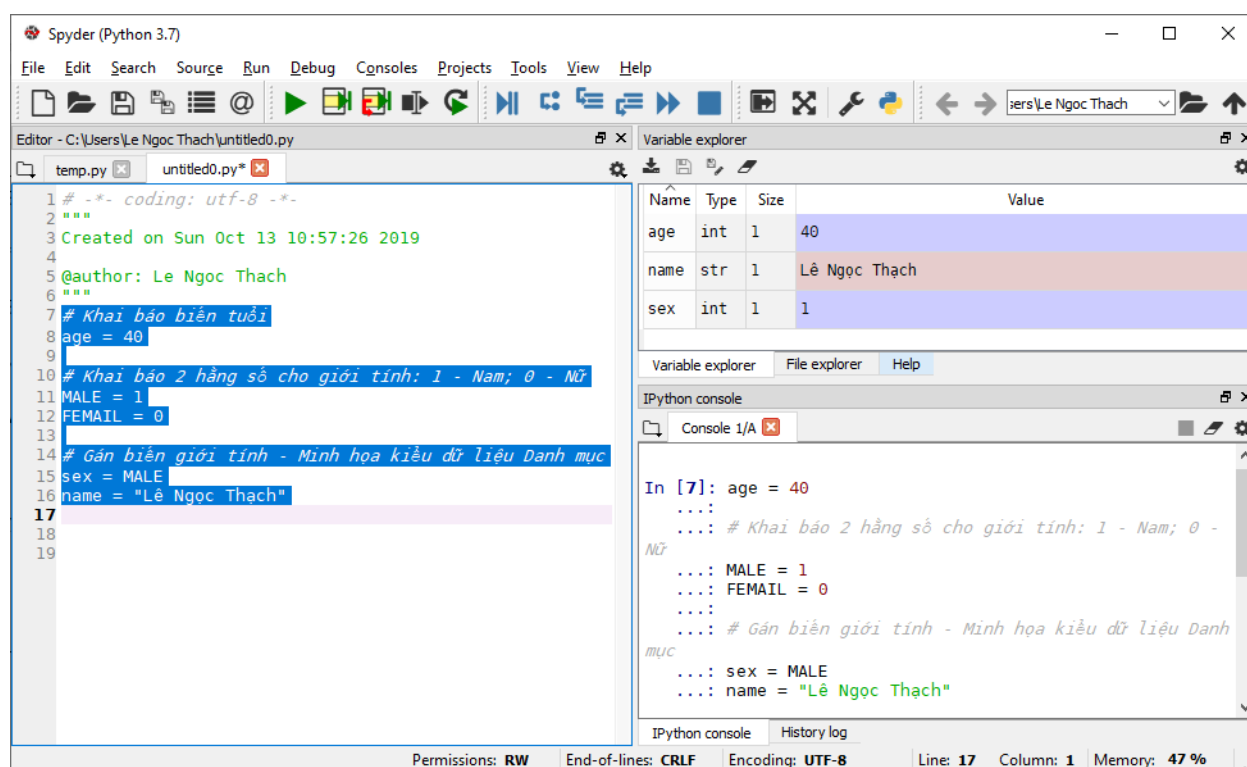 Spyder (Python 3.7)
File Edit Search Source Run Debug Consoles Projects Tools View Help
sers\Le Ngoc Thach
Editor - C:\Users\Le Ngoc Thach\untitled0.py
temp.py untitled0.py*
1 # -*- coding: utf-8 -*-
2 """
3 Created on Sun Oct 13 10:57:26 2019
4
5 @author: Le Ngoc Thach
6 """
7 # Khai báo biến tuổi
8 age = 40
9
10 # Khai báo 2 hằng số cho giới tính: 1 - Nam; 0 - Nữ
11 MALE = 1
12 FEMAIL = 0
13
14 # Gán biến giới tính - Minh họa kiểu dữ liệu Danh mục
15 sex = MALE
16 name = "Lê Ngọc Thạch"
17
18
19
Variable explorer
Name Type Size Value
age int 1 40
name str 1 Lê Ngọc Thạch
sex int 1 1
Variable explorer File explorer Help
IPython console
Console 1/A
In [7]: age = 40
...:
...: # Khai báo 2 hằng số cho giới tính: 1 - Nam; 0 -
Nữ
...: MALE = 1
...: FEMAIL = 0
...:
...: # Gán biến giới tính - Minh họa kiểu dữ liệu Danh
mục
...: sex = MALE
...: name = "Lê Ngọc Thạch"
IPython console History log
Permissions: RW End-of-lines: CRLF Encoding: UTF-8 Line: 17 Column: 1 Memory: 47 %